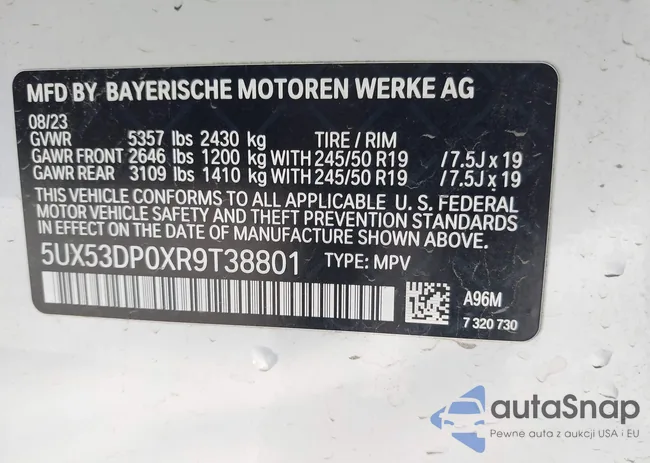 MFD BY BAYERISCHE MOTOREN WERKE AG
08/23
GVWR 5357 lbs 2430 kg TIRE / RIM
GAWR FRONT 2646 lbs 1200 kg WITH 245/50 R19 /7.5J x 19
GAWR REAR 3109 lbs 1410 kg WITH 245/50 R19 /7.5J x 19
THIS VEHICLE CONFORMS TO ALL APPLICABLE U. S. FEDERAL
MOTOR VEHICLE SAFETY AND THEFT PREVENTION STANDARDS
IN EFFECT ON THE DATE OF MANUFACTURE SHOWN ABOVE.
5UX53DP0XR9T38801 TYPE: MPV
A96M
7 320 730
autaSnap
Pewne auta z aukcji USA i EU